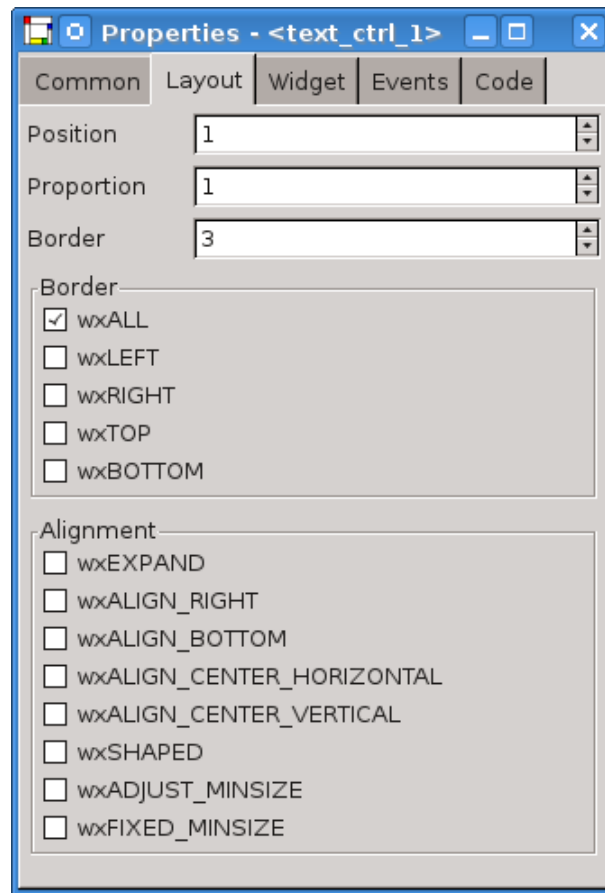 Properties - <text_ctrl_1>
Common Layout Widget Events Code
Position 1
Proportion 1
Border 3
Border
wxALL
wxLEFT
wxRIGHT
wxTOP
wxBOTTOM
Alignment
wxEXPAND
wxALIGN_RIGHT
wxALIGN_BOTTOM
wxALIGN_CENTER_HORIZONTAL
wxALIGN_CENTER_VERTICAL
wxSHAPED
wxADJUST_MINSIZE
wxFIXED_MINSIZE